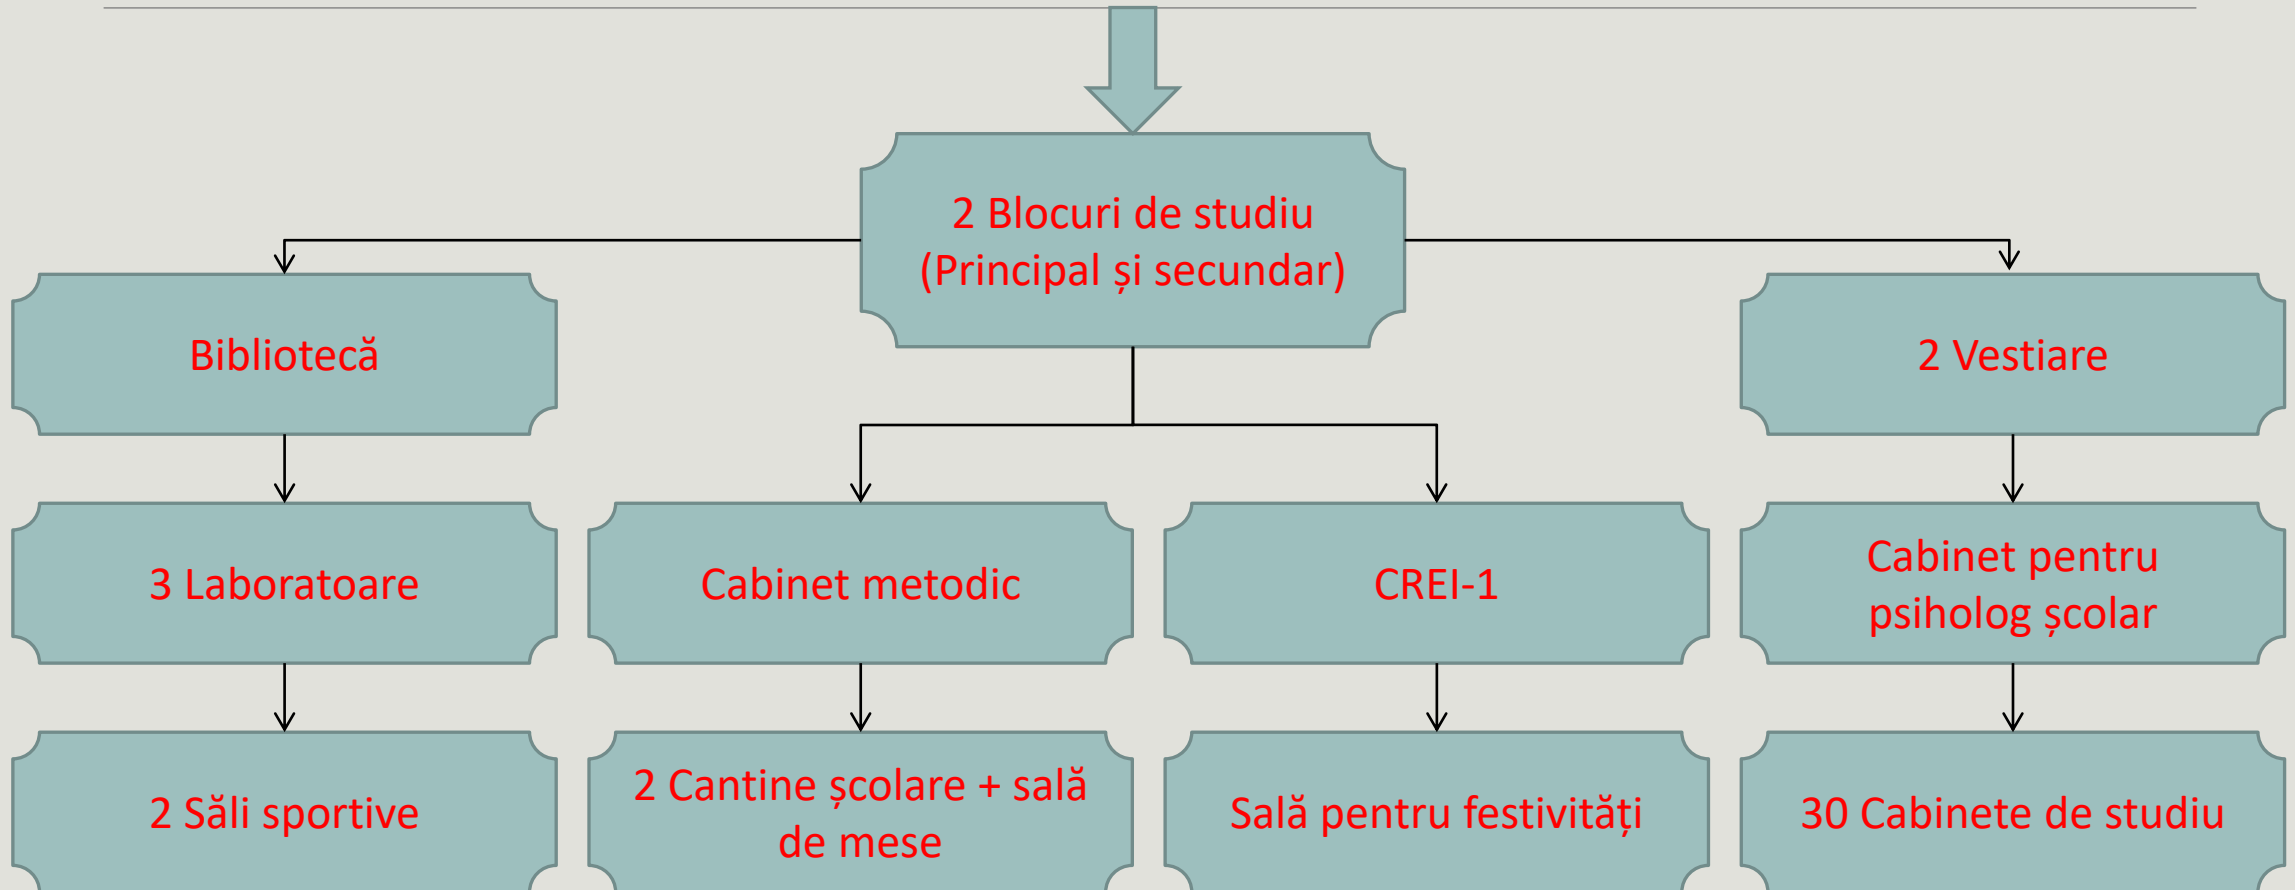 2 Blocuri de studiu
(Principal și secundar)
Bibliotecă
2 Vestiare
3 Laboratoare
Cabinet metodic
CREI-1
Cabinet pentru
psiholog școlar
2 Săli sportive
2 Cantine școlare + sală
de mese
Sală pentru festivități
30 Cabinete de studiu